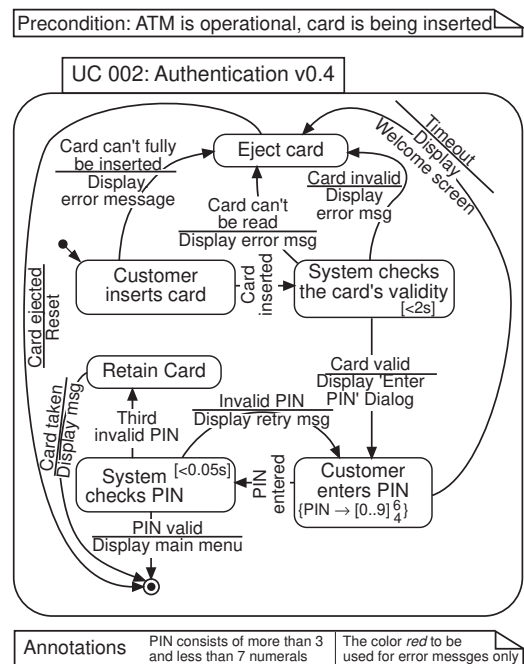 Precondition: ATM is operational, card is being inserted
UC 002: Authentication v0.4
Timeout
Display
Welcome screen
Card can't fully
be inserted
Display
error message
Eject card
Card invalid
Display
error msg
Card can't
be read
Display error msg
Customer
inserts card
Card
inserted
System checks
the card's validity
[<2s]
Card ejected
Reset
Retain Card
Card valid
Display 'Enter
PIN' Dialog
Card taken
Display msg
Third
invalid PIN
Invalid PIN
Display retry msg
System [<0.05s]
checks PIN
PIN
entered
Customer
enters PIN
{PIN → [0..9] 6 4}
PIN valid
Display main menu
Annotations
PIN consists of more than 3
and less than 7 numerals
The color red to be
used for error messges only